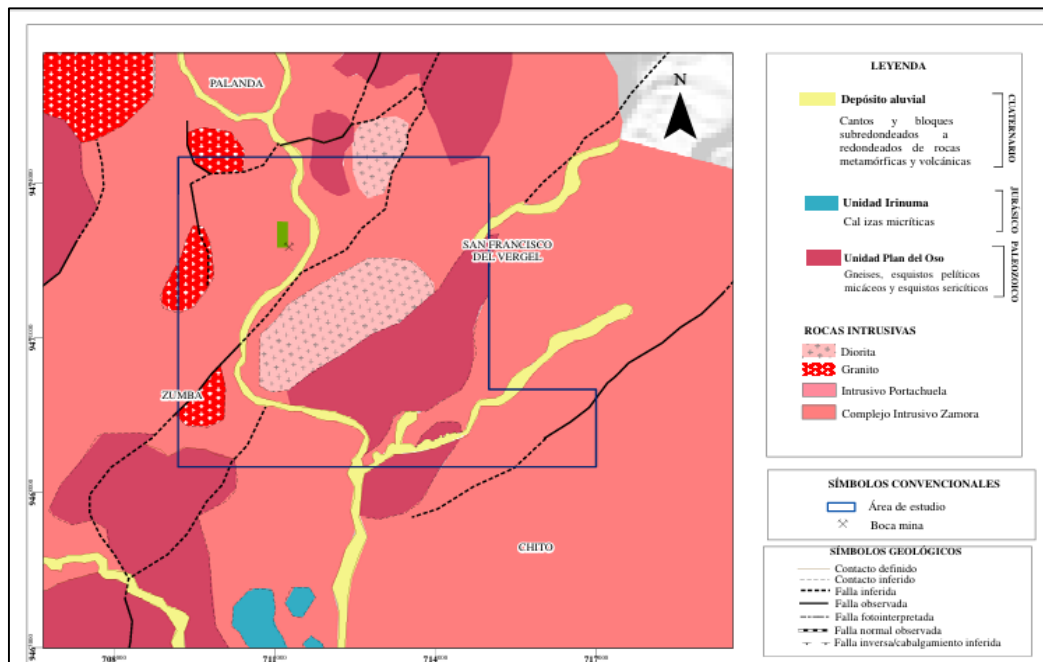 PALANDA
N
SAN FRANCISCO
DEL VERGEL
ZUMBA
CHITO
LEYENDA
Depósito aluvial
Cantos y bloques
subredondeados a
redondeados de rocas
metamórficas y volcánicas
CUATERNARIO
Unidad Irinuma
Cal izas micríticas
JURÁSICO
Unidad Plan del Oso
Gneises, esquistos pelíticos
micáceos y esquistos sericíticos
PALEOZOICO
ROCAS INTRUSIVAS
Diorita
Granito
Intrusivo Portachuela
Complejo Intrusivo Zamora
SÍMBOLOS CONVENCIONALES
Área de estudio
Boca mina
SÍMBOLOS GEOLÓGICOS
Contacto definido
Contacto inferido
Falla inferida
Falla observada
Falla fotointerpretada
Falla normal observada
Falla inversa/cabalgamiento inferida